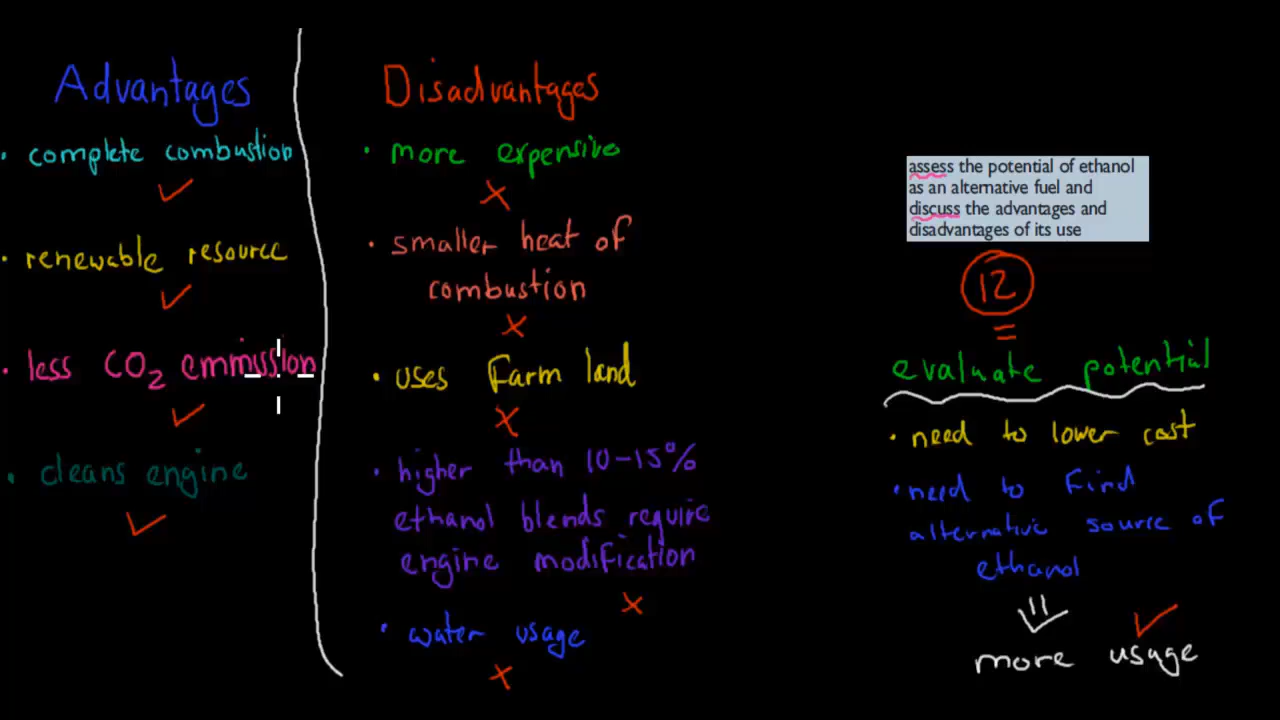 Advantages
• complete combustion
• renewable resource
• less CO2 emmission
• cleans engine
Disadvantages
• more expensive
• smaller heat of
combustion
• uses Farm land
• higher than 10-15%
ethanol blends require
engine modification
• water usage
assess the potential of ethanol
as an alternative fuel and
discuss the advantages and
disadvantages of its use
12
evaluate potential
• need to lower cost
• need to find
alternative source of
ethanol
more usage